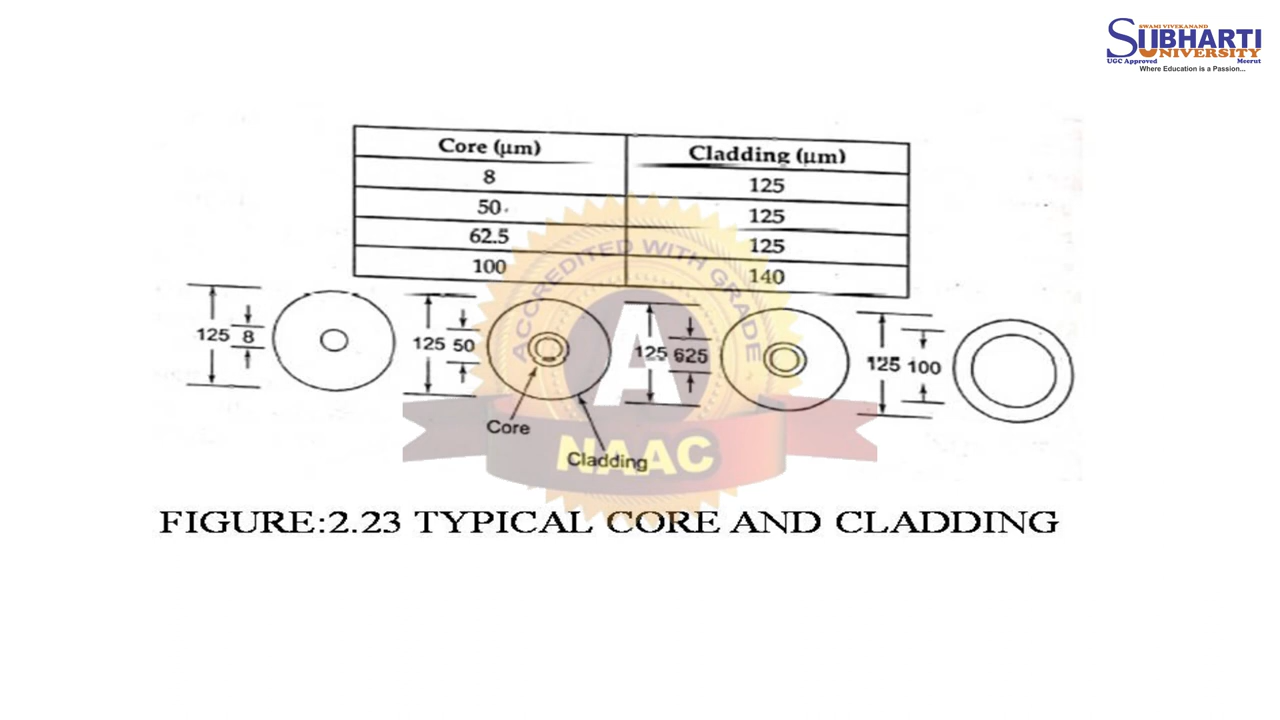 SWAMI VIVEKANAND
SUBHARTI
UNIVERSITY
UGC Approved Meerut
Where Education is a Passion...
Core (μm) Cladding (μm)
8 125
50 125
62.5 125
100 140
ACCREDITED WITH GRADE
A
NAAC
125 8 125 50 125 625 125 100
Core
Cladding
FIGURE:2.23 TYPICAL CORE AND CLADDING